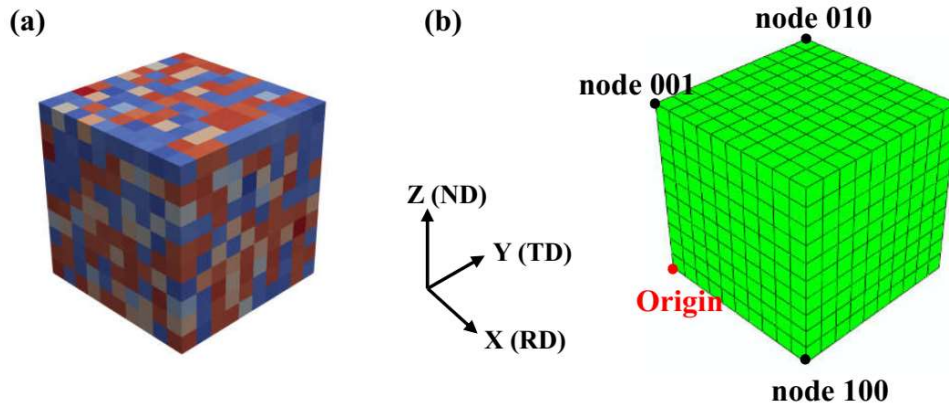 (a)
(b)
node 010
node 001
Z (ND)
Y (TD)
Origin
X (RD)
node 100